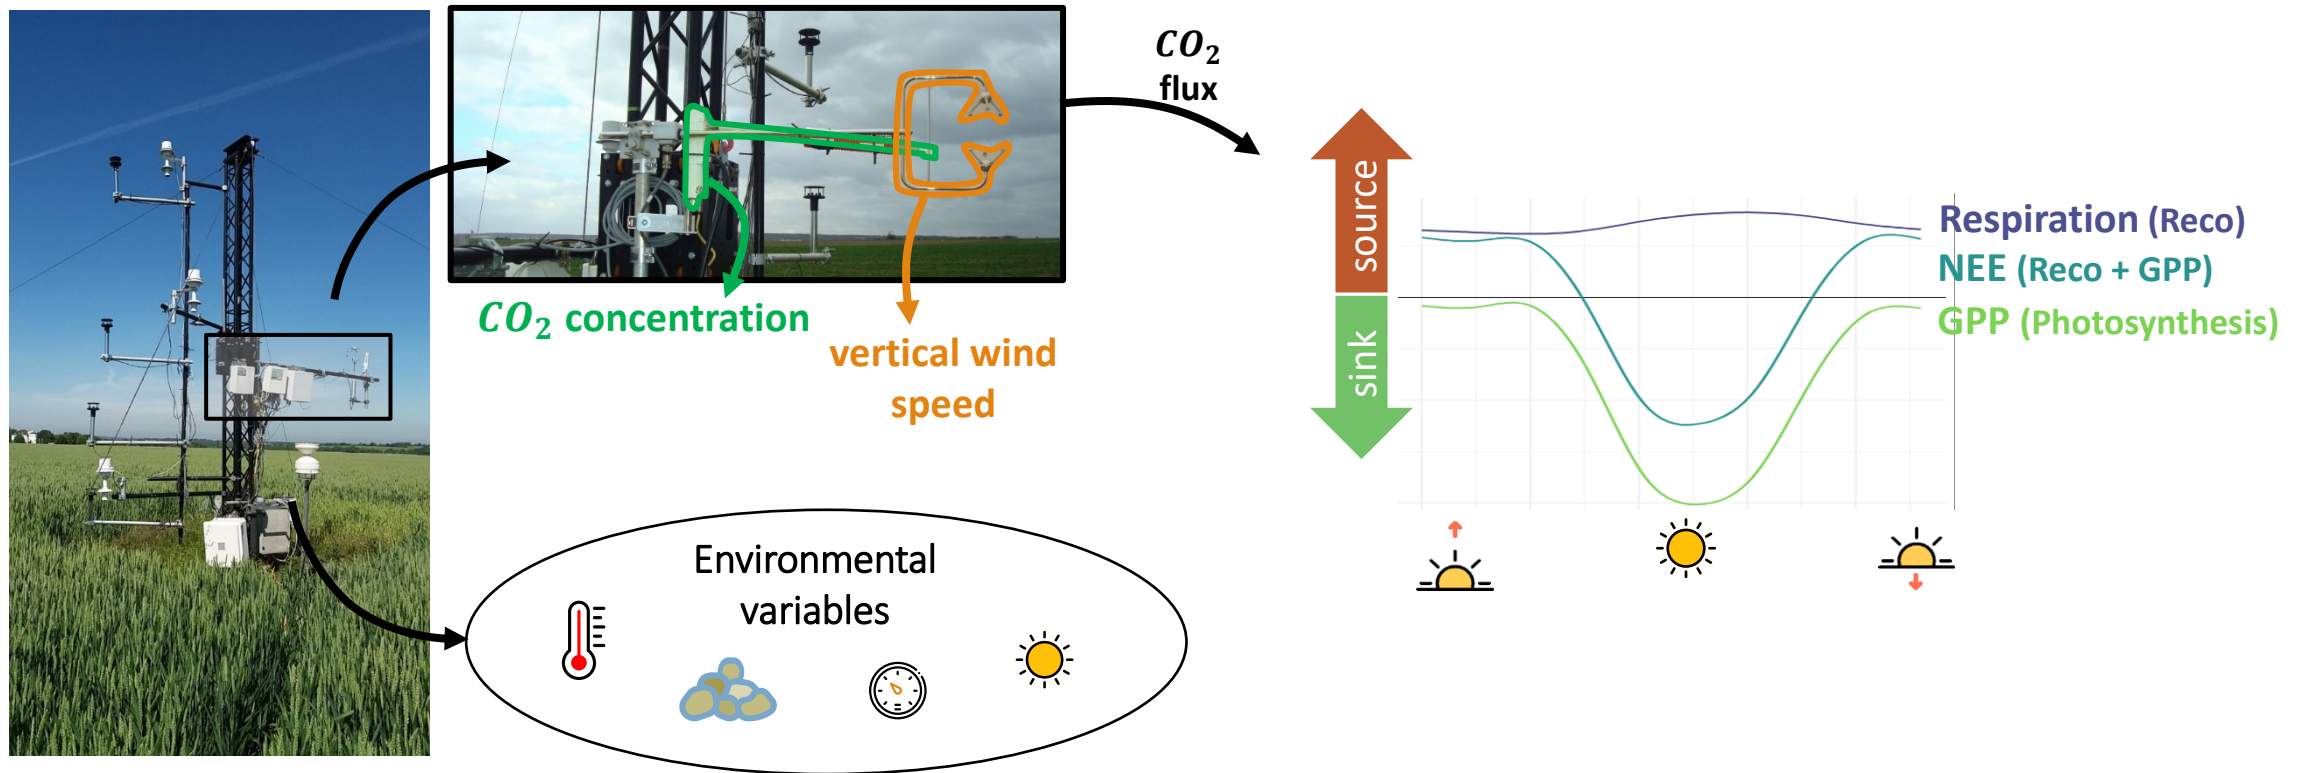 CO₂
flux
CO₂ concentration
vertical wind
speed
source
sink
Respiration (Reco)
NEE (Reco + GPP)
GPP (Photosynthesis)
Environmental
variables